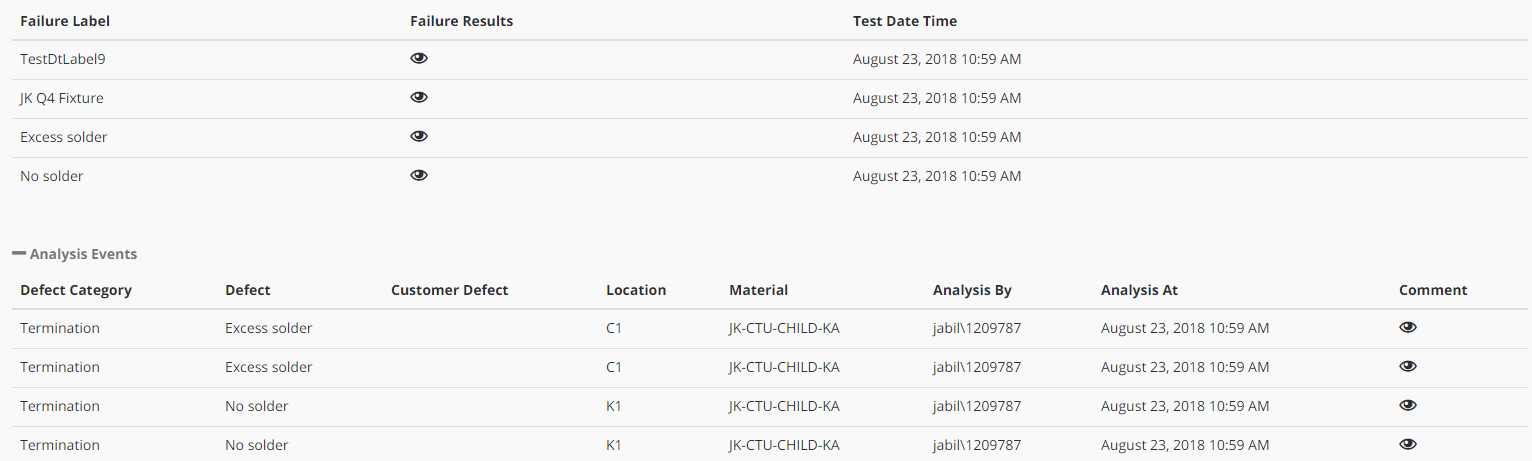 Failure Label Failure Results Test Date Time
TestDtLabel9 August 23, 2018 10:59 AM
JK Q4 Fixture August 23, 2018 10:59 AM
Excess solder August 23, 2018 10:59 AM
No solder August 23, 2018 10:59 AM
Analysis Events
Defect Category Defect Customer Defect Location Material Analysis By Analysis At Comment
Termination Excess solder C1 JK-CTU-CHILD-KA jabil\1209787 August 23, 2018 10:59 AM
Termination Excess solder C1 JK-CTU-CHILD-KA jabil\1209787 August 23, 2018 10:59 AM
Termination No solder K1 JK-CTU-CHILD-KA jabil\1209787 August 23, 2018 10:59 AM
Termination No solder K1 JK-CTU-CHILD-KA jabil\1209787 August 23, 2018 10:59 AM